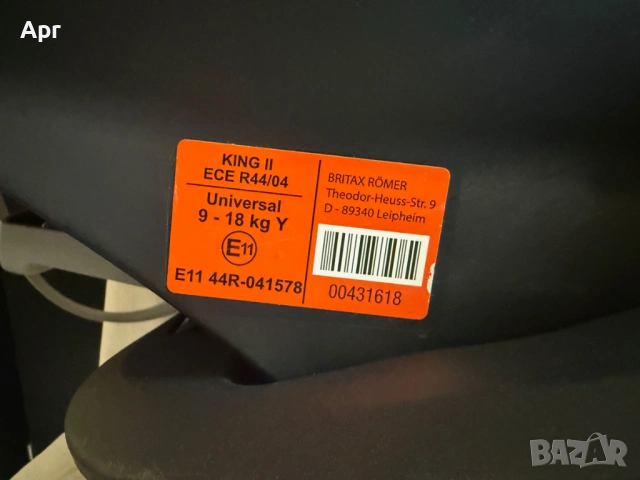 Apr
KING II
ECE R44/04
Universal
9 - 18 kg Y
E11
E11 44R-041578
BRITAX RÖMER
Theodor-Heuss-Str. 9
D - 89340 Leipheim
00431618
BAZAR